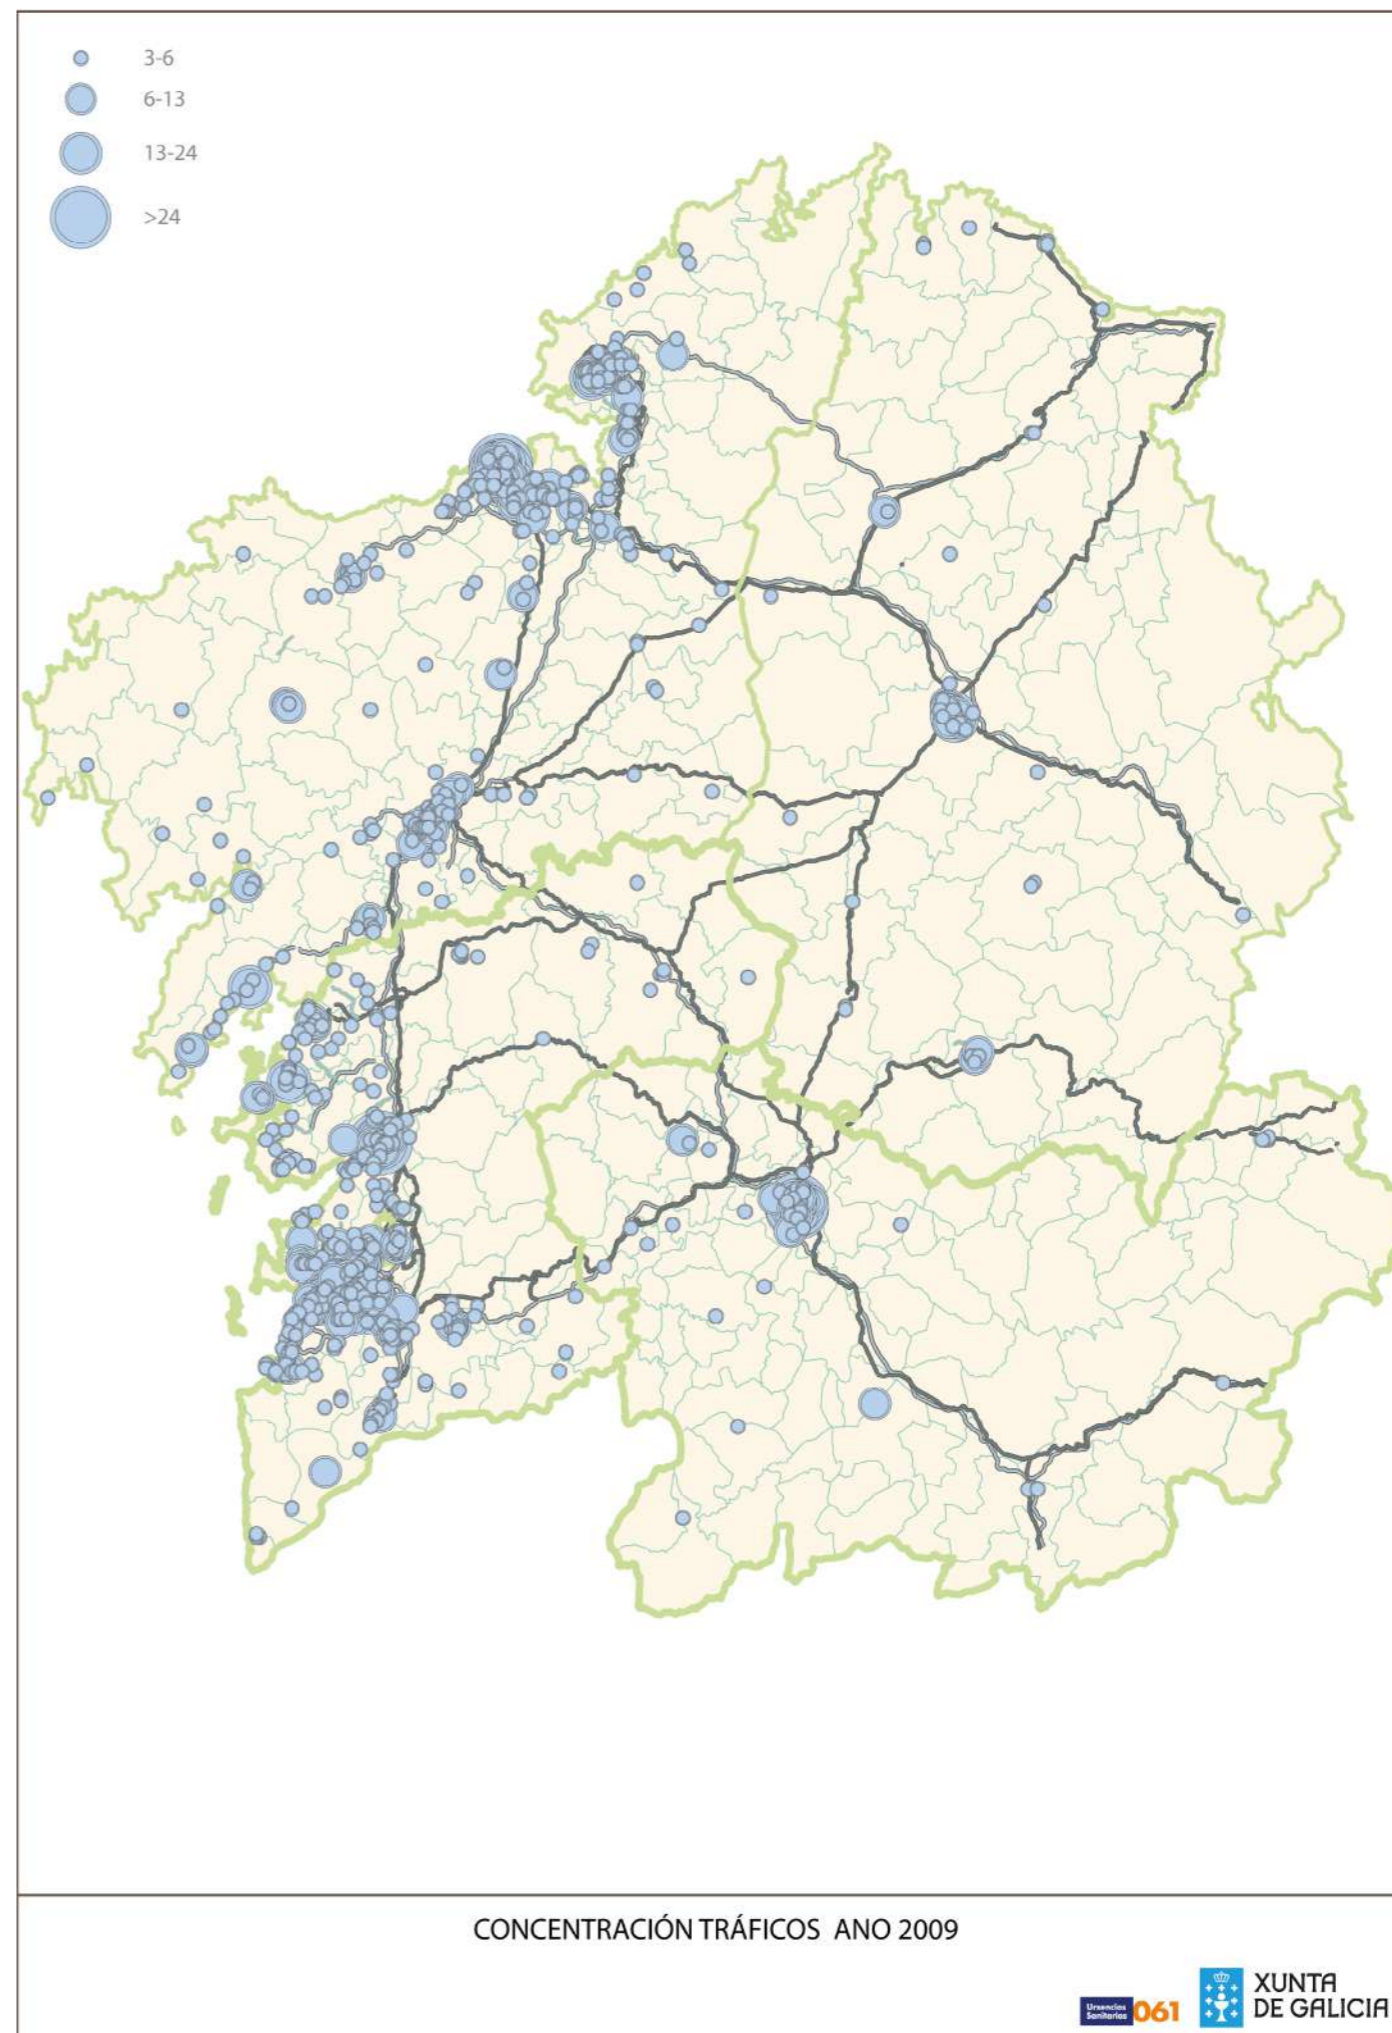 3-6
6-13
13-24
>24
CONCENTRACIÓN TRÁFICOS ANO 2009
Urxencias
Sanitarias
061
XUNTA
DE GALICIA